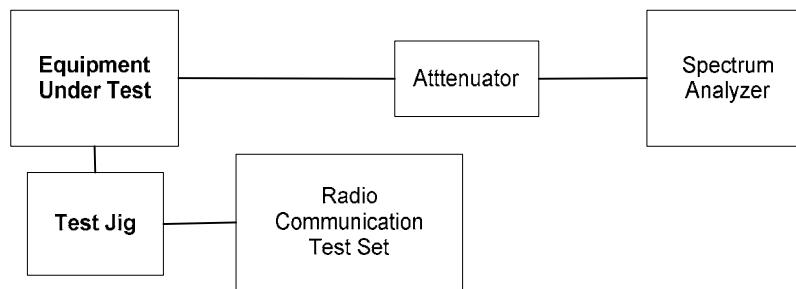 Equipment
Under Test
Atttenuator
Spectrum
Analyzer
Test Jig
Radio
Communication
Test Set